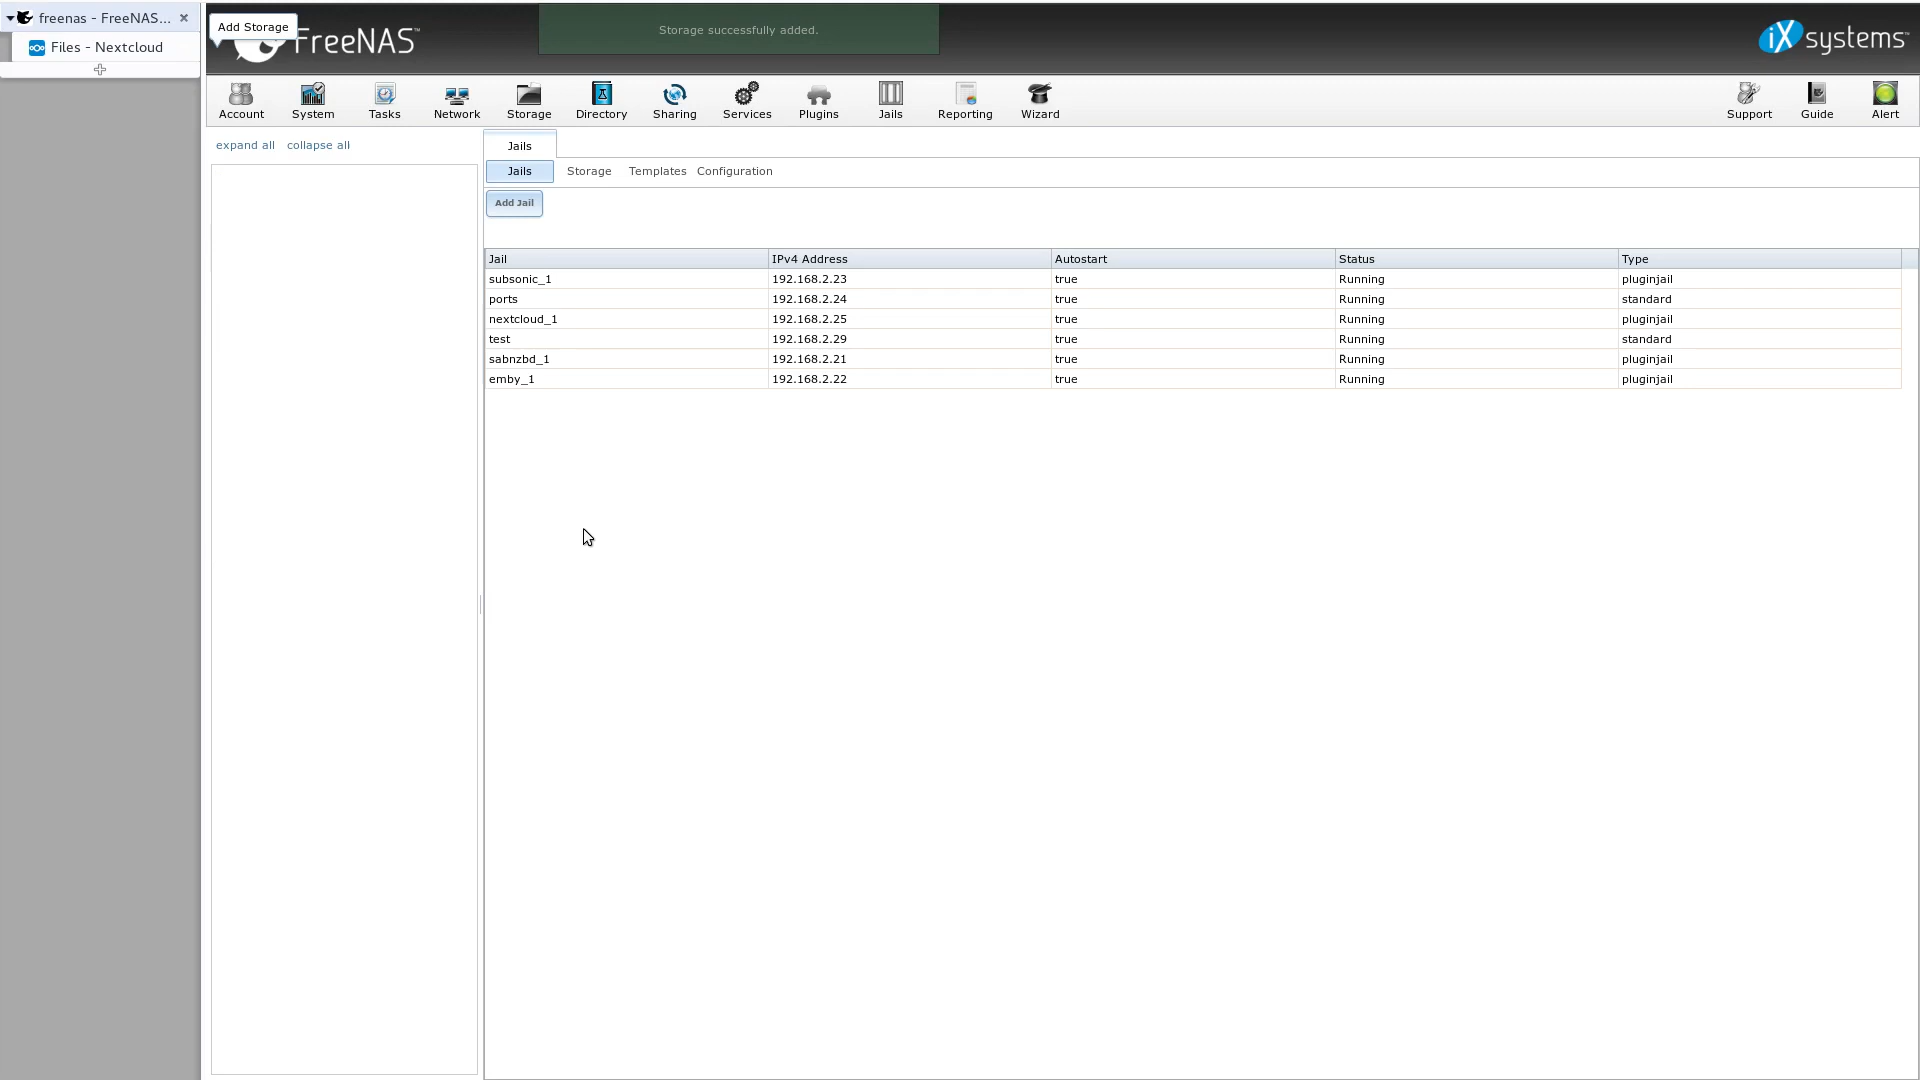 freenas - FreeNAS...
Files - Nextcloud
Add Storage
FreeNAS™
Storage successfully added.
iXsystems
Account System Tasks Network Storage Directory Sharing Services Plugins Jails Reporting Wizard Support Guide Alert
expand all collapse all
Jails
Jails Storage Templates Configuration
Add Jail
Jail IPv4 Address Autostart Status Type
subsonic_1 192.168.2.23 true Running pluginjail
ports 192.168.2.24 true Running standard
nextcloud_1 192.168.2.25 true Running pluginjail
test 192.168.2.29 true Running standard
sabnzbd_1 192.168.2.21 true Running pluginjail
emby_1 192.168.2.22 true Running pluginjail